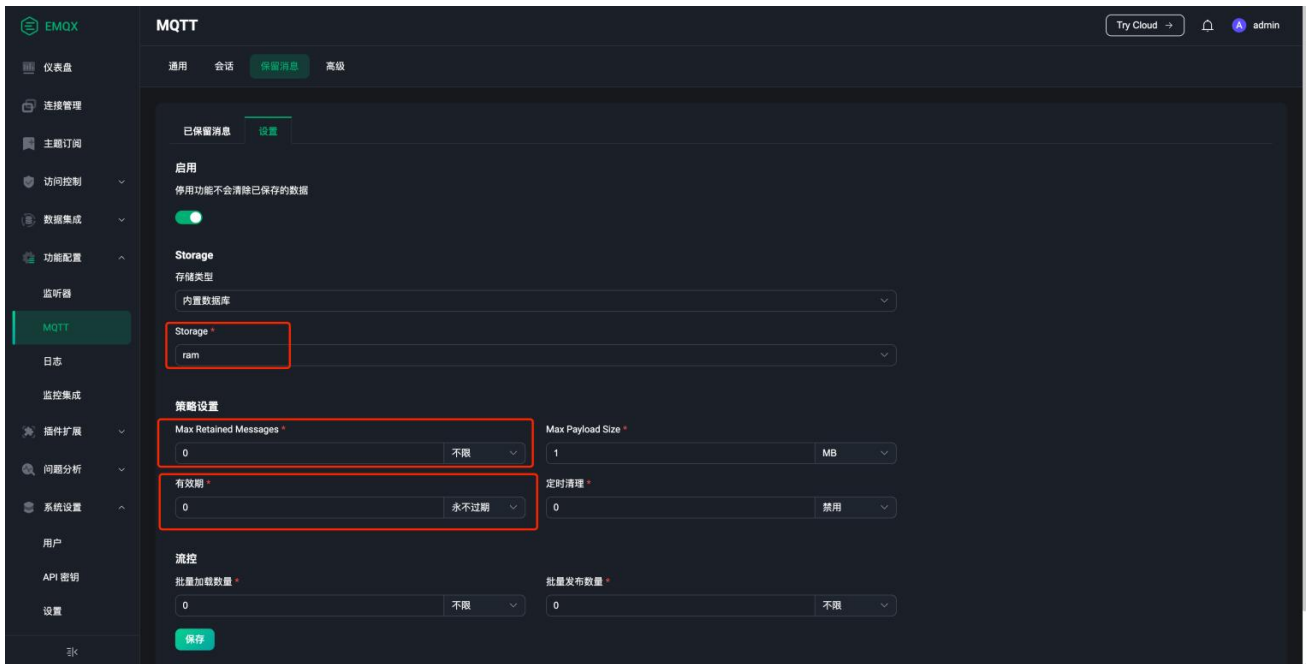 EMQX
MQTT
Try Cloud →
A admin
仪表盘
连接管理
主题订阅
访问控制
数据集成
功能配置
监听器
MQTT
日志
监控集成
插件扩展
问题分析
系统设置
用户
API 密钥
设置
通用 会话 保留消息 高级
已保留消息 设置
启用
停用功能不会清除已保存的数据
Storage
存储类型
内置数据库
Storage *
ram
策略设置
Max Retained Messages * Max Payload Size *
0 不限 1 MB
有效期 * 定时清理 *
0 永不过期 0 禁用
流控
批量加载数量 * 批量发布数量 *
0 不限 0 不限
保存